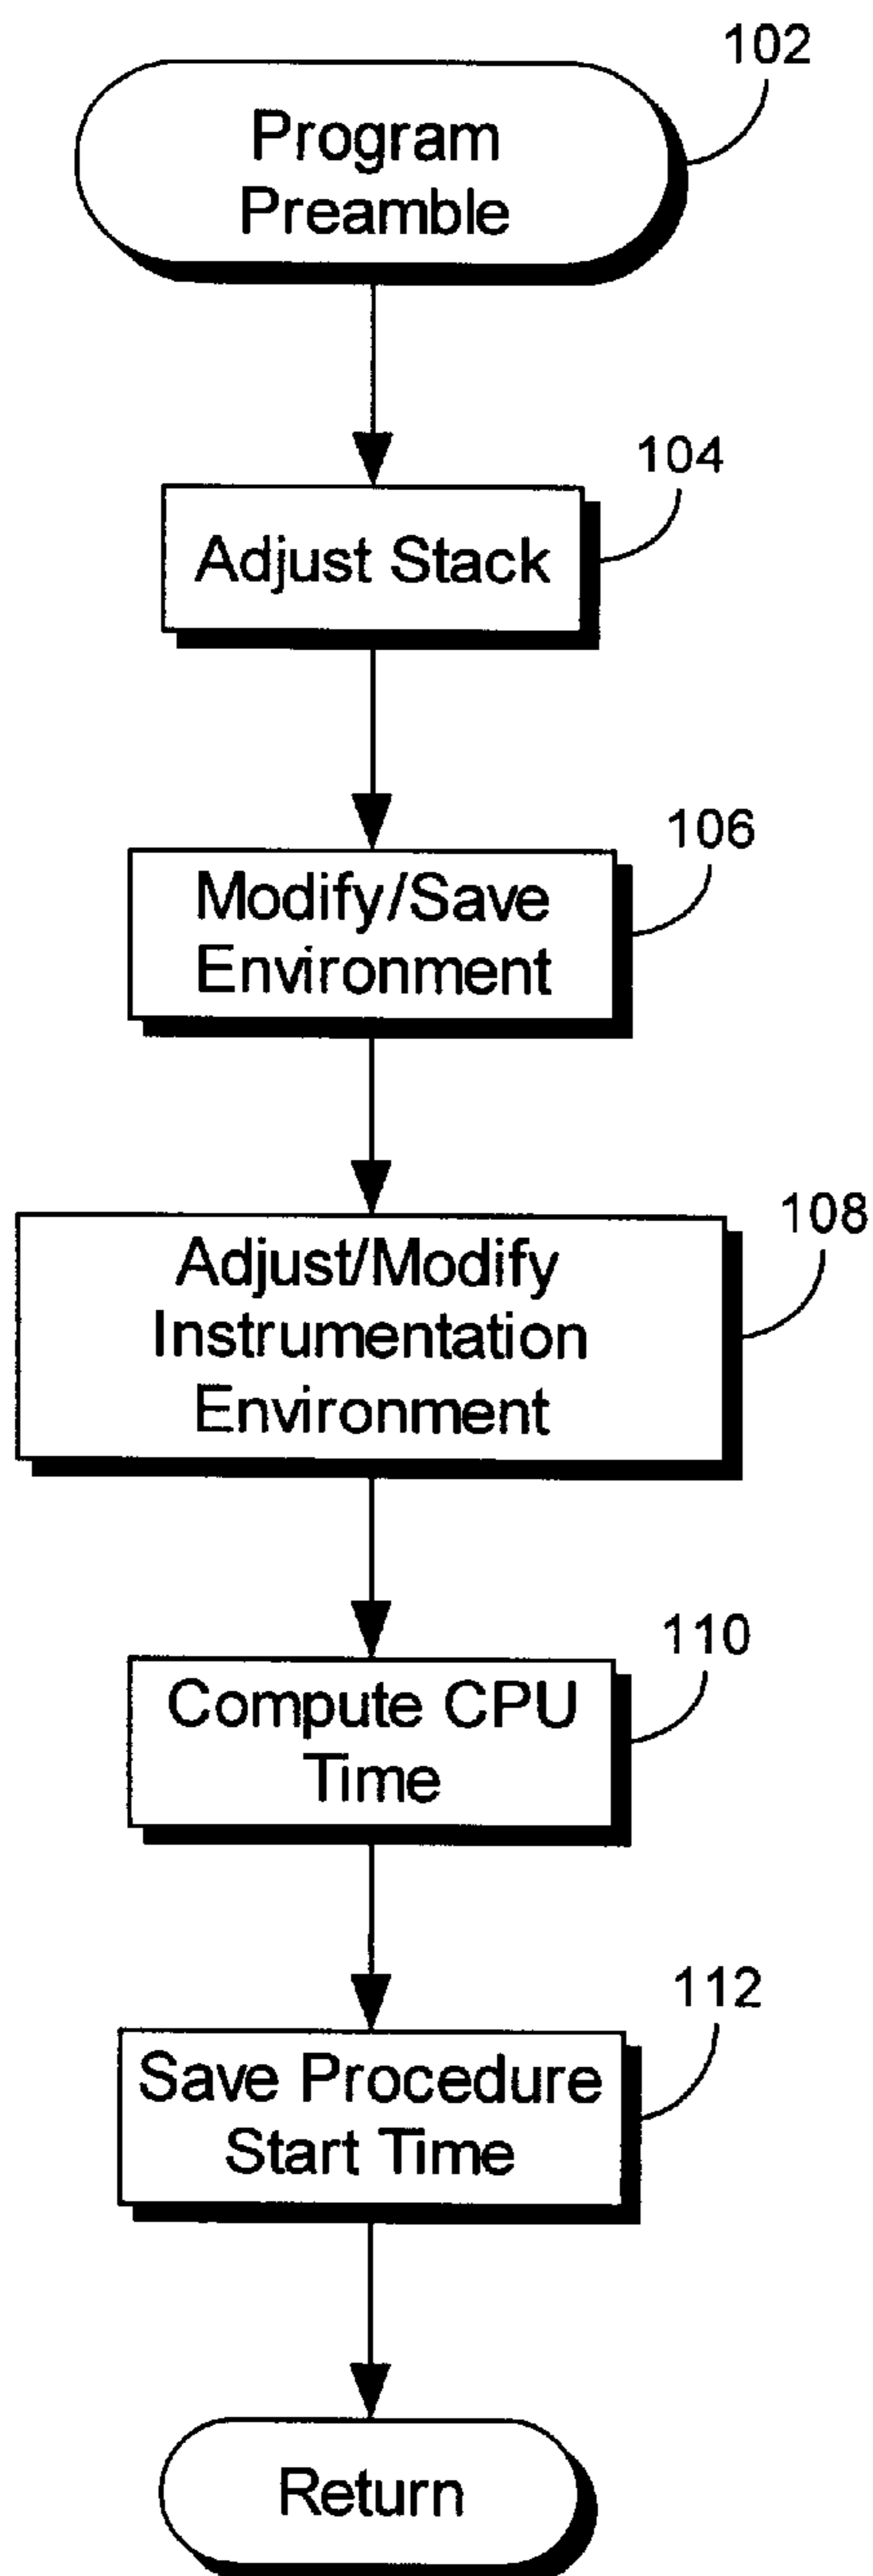 102
Program
Preamble
104
Adjust Stack
106
Modify/Save
Environment
108
Adjust/Modify
Instrumentation
Environment
110
Compute CPU
Time
112
Save Procedure
Start Time
Return